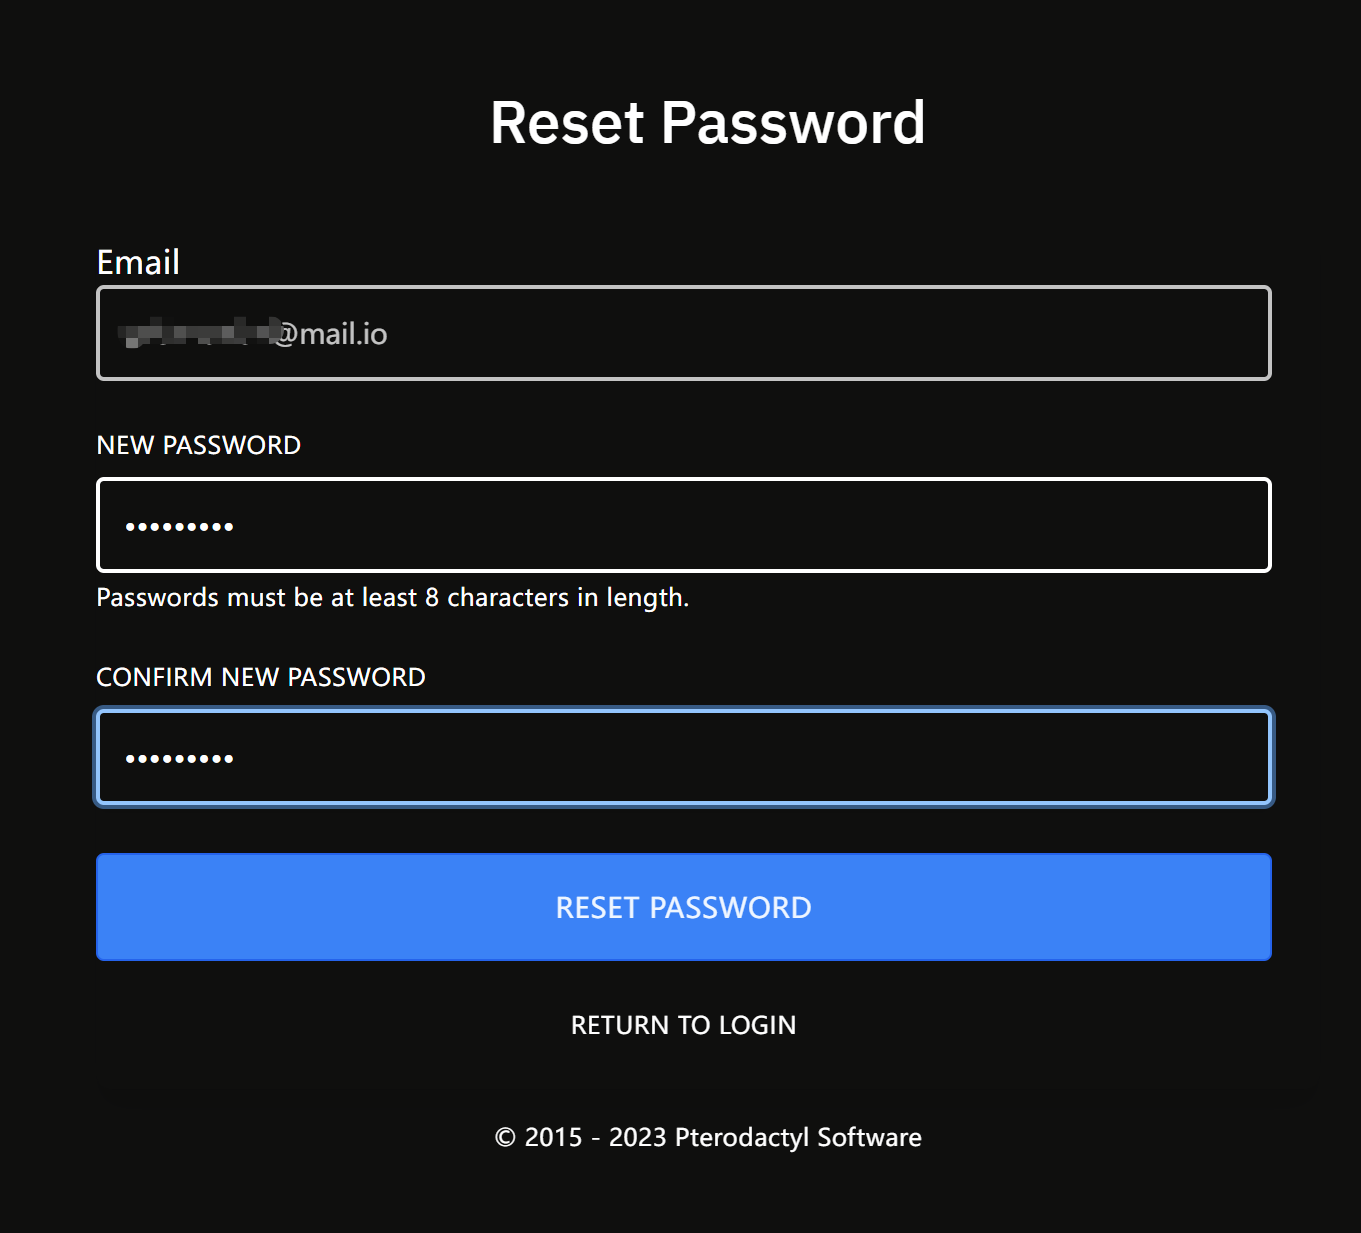 Reset Password
Email
@mail.io
NEW PASSWORD
•••••••••
Passwords must be at least 8 characters in length.
CONFIRM NEW PASSWORD
•••••••••
RESET PASSWORD
RETURN TO LOGIN
© 2015 - 2023 Pterodactyl Software